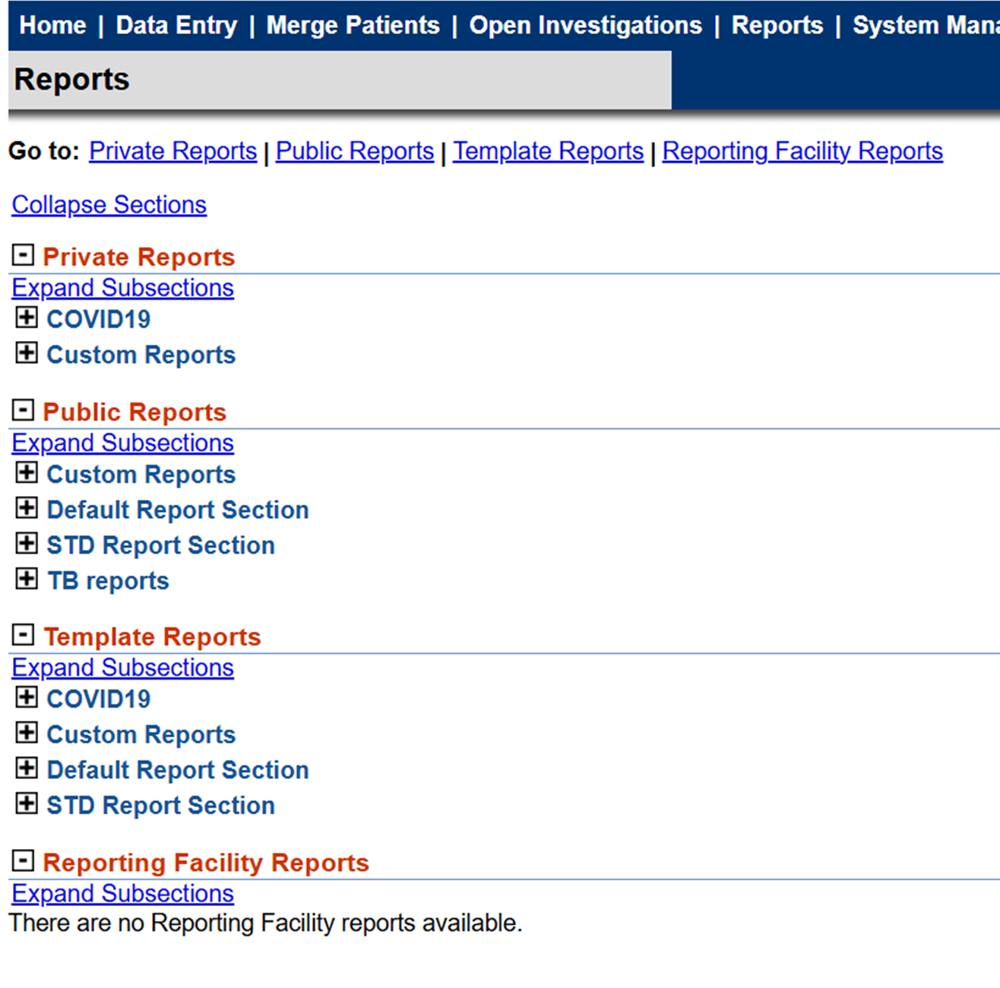 Home | Data Entry | Merge Patients | Open Investigations | Reports | System
Reports
Go to: Private Reports | Public Reports | Template Reports | Reporting Facility Reports
Collapse Sections
- Private Reports
Expand Subsections
+ COVID19
+ Custom Reports
- Public Reports
Expand Subsections
+ Custom Reports
+ Default Report Section
+ STD Report Section
+ TB reports
- Template Reports
Expand Subsections
+ COVID19
+ Custom Reports
+ Default Report Section
+ STD Report Section
- Reporting Facility Reports
Expand Subsections
There are no Reporting Facility reports available.